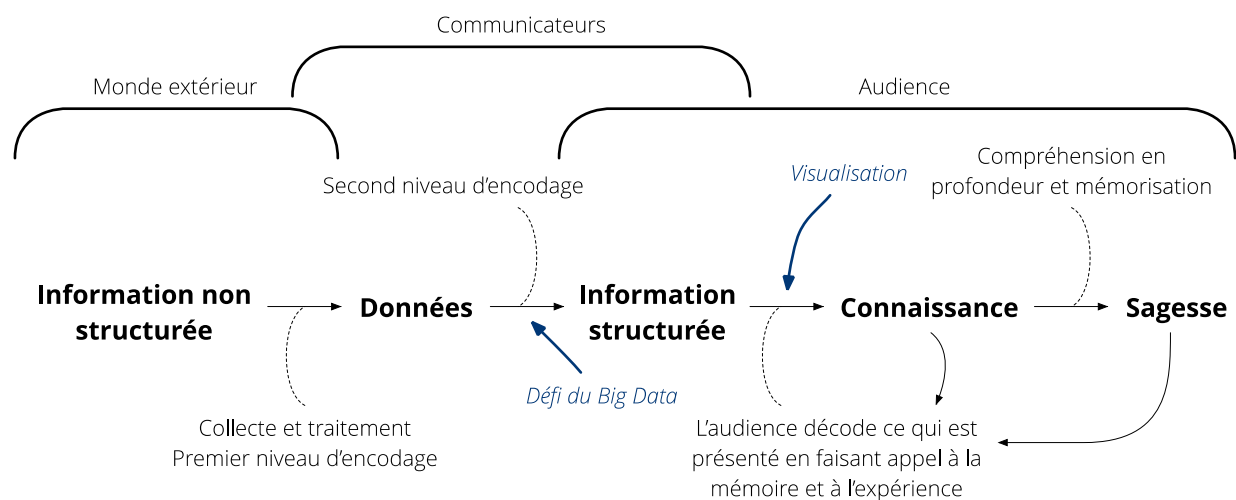 Communicateurs
Monde extérieur
Audience
Second niveau d’encodage
Visualisation
Compréhension en
profondeur et mémorisation
Information non
structurée
Données
Information
structurée
Connaissance
Sagesse
Défi du Big Data
Collecte et traitement
Premier niveau d’encodage
L’audience décode ce qui est
présenté en faisant appel à la
mémoire et à l’expérience